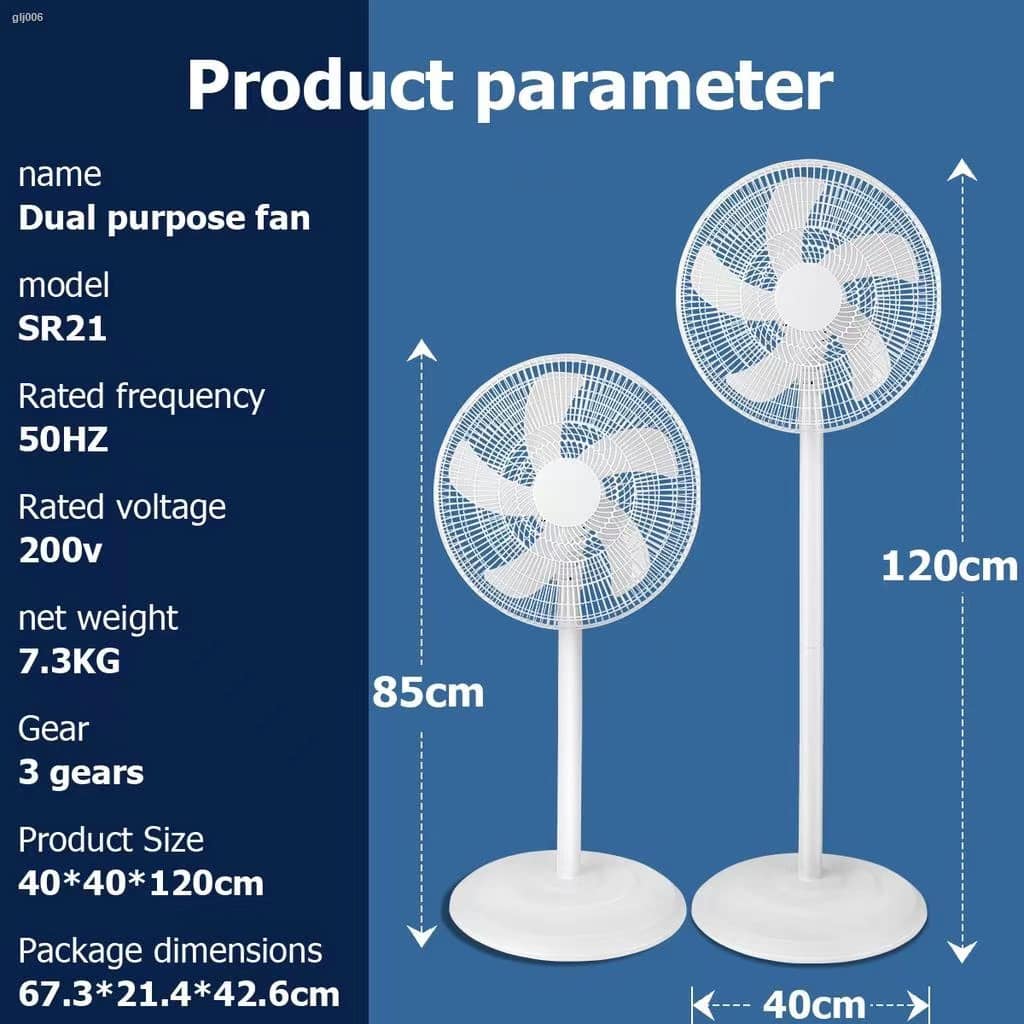 glj006
Product parameter
name
Dual purpose fan
model
SR21
Rated frequency
50HZ
Rated voltage
200v
net weight
7.3KG
Gear
3 gears
Product Size
40*40*120cm
Package dimensions
67.3*21.4*42.6cm
85cm
120cm
40cm